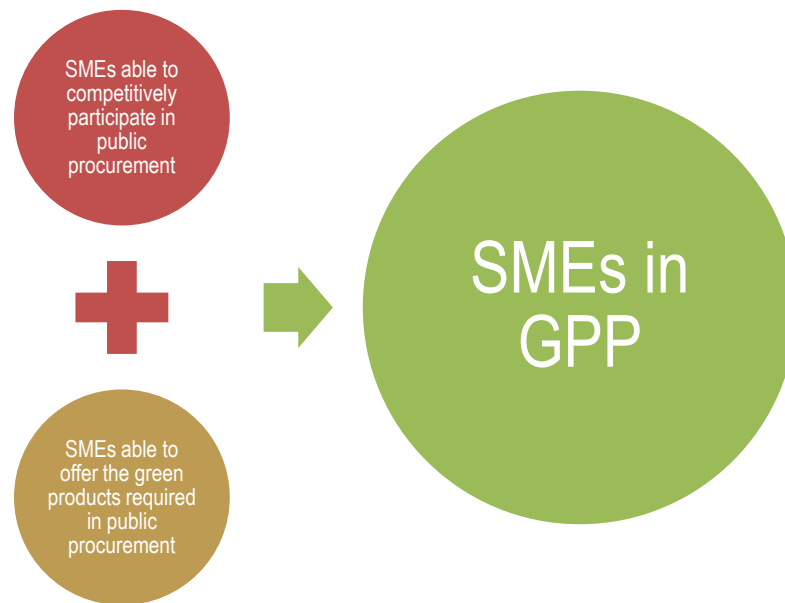 SMEs able to
competitively
participate in
public
procurement
SMEs able to
offer the green
products required
in public
procurement
SMEs in
GPP